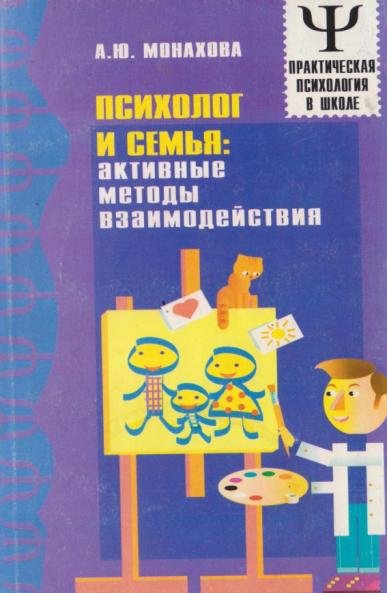 А.Ю. МОНАХОВА
Ψ
ПРАКТИЧЕСКАЯ
ПСИХОЛОГИЯ
В ШКОЛЕ
ПСИХОЛОГ
И СЕМЬЯ:
АКТИВНЫЕ
МЕТОДЫ
ВЗАИМОДЕЙСТВИЯ